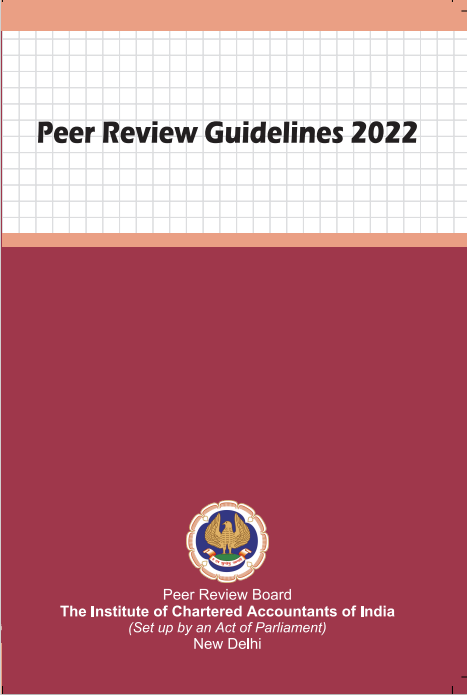 Peer Review Guidelines 2022
Peer Review Board
The Institute of Chartered Accountants of India
(Set up by an Act of Parliament)
New Delhi